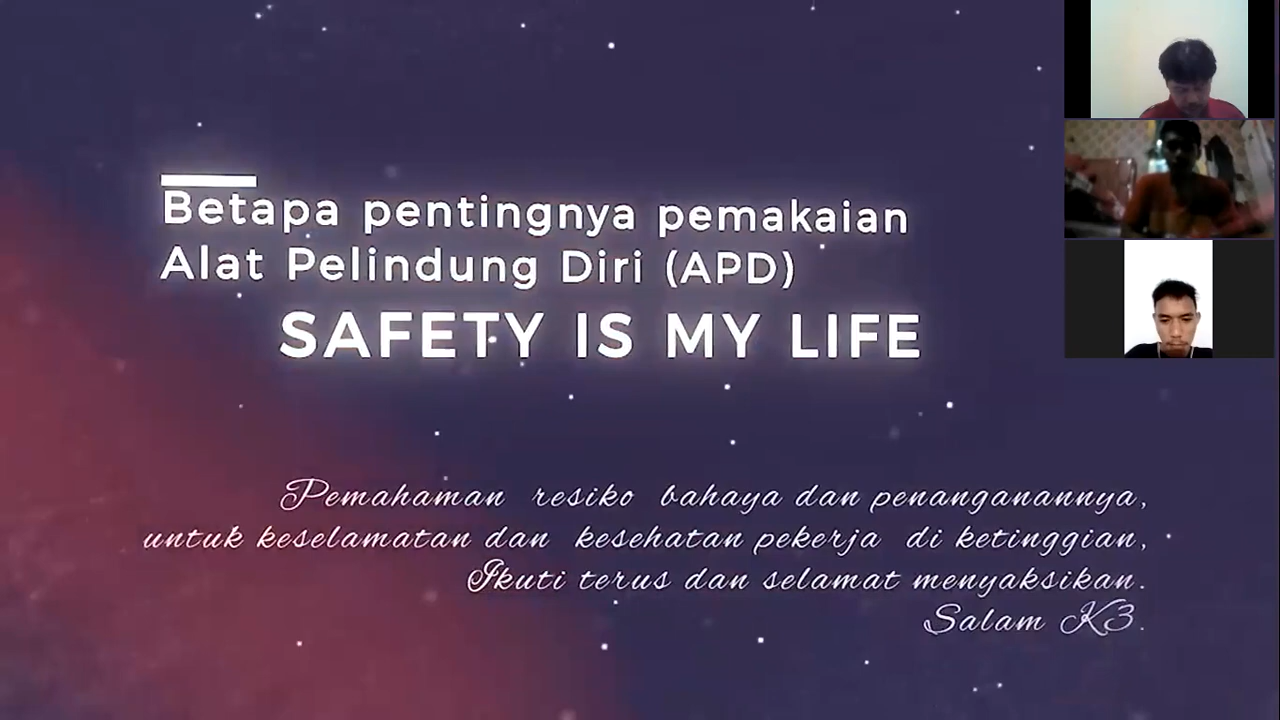 Betapa pentingnya pemakaian
Alat Pelindung Diri (APD)
SAFETY IS MY LIFE
Pemahaman resiko bahaya dan penanganannya,
untuk keselamatan dan kesehatan pekerja di ketinggian,
Ikuti terus dan selamat menyaksikan.
Salam K3.